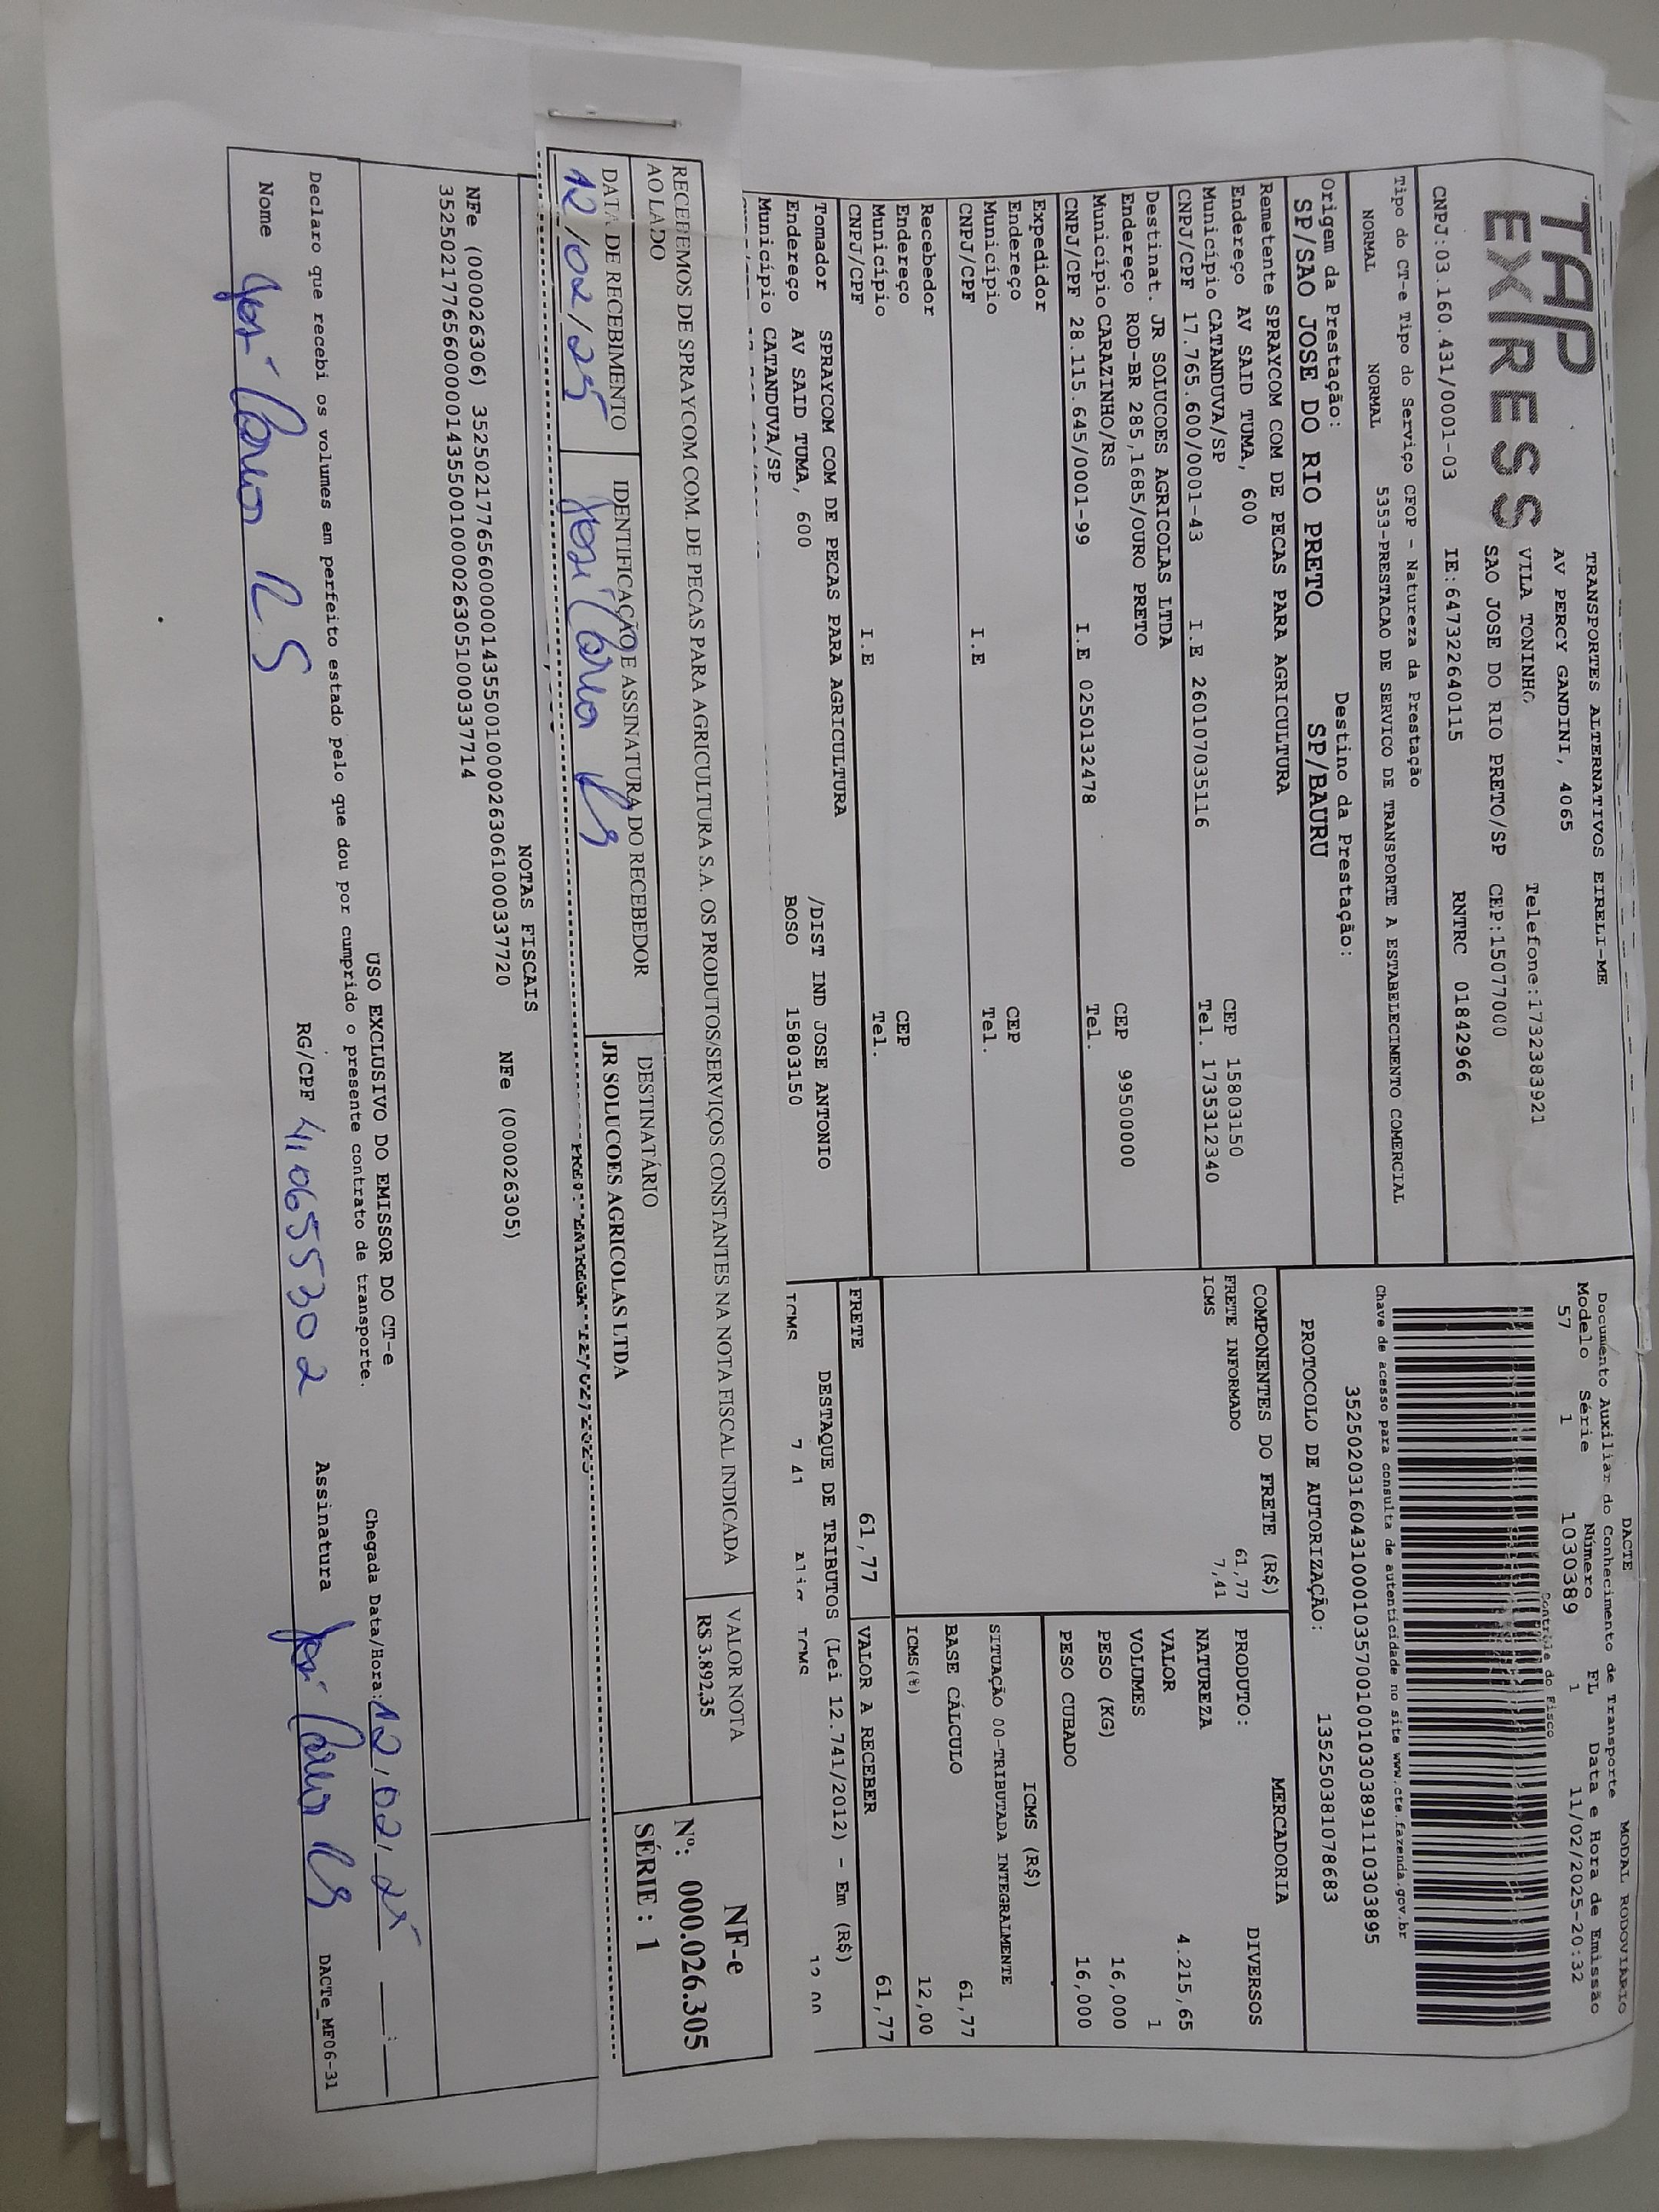 TAP
EXPRESS
TRANSPORTES ALTERNATIVOS EIRELI-ME
AV PERCY GANDINI, 4065
VILA TONINHO Telefone:1732383921
SAO JOSE DO RIO PRETO/SP CEP:15077000
CNPJ:03.160.431/0001-03 IE:647322640115 RNTRC 01842966
Tipo do CT-e Tipo do Serviço CFOP - Natureza da Prestação
NORMAL NORMAL 5353-PRESTACAO DE SERVICO DE TRANSPORTE A ESTABELECIMENTO COMERCIAL
Origem da Prestação: Destino da Prestação:
SP/SAO JOSE DO RIO PRETO SP/BAURU
DACTE MODAL RODOVIARIO
Documento Auxiliar do Conhecimento de Transporte
Modelo Série Número FL Data e Hora de Emissão
57 1 1030389 1 11/02/2025-20:32
Controle do Fisco
Chave de acesso para consulta de autenticidade no site www.cte.fazenda.gov.br
35250203160431000103570010010303891110303895
PROTOCOLO DE AUTORIZAÇÃO: 135250381078683
Remetente SPRAYCOM COM DE PECAS PARA AGRICULTURA
Endereço AV SAID TUMA, 600 CEP 15803150
Município CATANDUVA/SP Tel. 1735312340
CNPJ/CPF 17.765.600/0001-43 I.E 260107035116
Destinat. JR SOLUCOES AGRICOLAS LTDA
Endereço ROD-BR 285,1685/OURO PRETO CEP 99500000
Município CARAZINHO/RS Tel.
CNPJ/CPF 28.115.645/0001-99 I.E 0250132478
Expedidor
Endereço CEP
Município Tel.
CNPJ/CPF I.E
Recebedor
Endereço CEP
Município Tel.
CNPJ/CPF I.E
Tomador SPRAYCOM COM DE PECAS PARA AGRICULTURA
Endereço AV SAID TUMA, 600 /DIST IND JOSE ANTONIO
Município CATANDUVA/SP BOSO 15803150
COMPONENTES DO FRETE (R$)
FRETE INFORMADO 61,77
ICMS 7,41
MERCADORIA
PRODUTO: DIVERSOS
NATUREZA
VALOR 4.215,65
VOLUMES 1
PESO (KG) 16,000
PESO CUBADO 16,000
ICMS (R$)
SITUAÇÃO 00-TRIBUTADA INTEGRALMENTE
BASE CÁLCULO 61,77
ICMS(%) 12,00
FRETE 61,77 VALOR A RECEBER 61,77
DESTAQUE DE TRIBUTOS (Lei 12.741/2012) - Em (R$)
ICMS 7,41 Aliq ICMS 12,00
RECEBEMOS DE SPRAYCOM COM. DE PECAS PARA AGRICULTURA S.A. OS PRODUTOS/SERVIÇOS CONSTANTES NA NOTA FISCAL INDICADA
AO LADO
VALOR NOTA
R$ 3.892,35
NF-e
Nº: 000.026.305
SÉRIE : 1
DATA DE RECEBIMENTO IDENTIFICAÇÃO E ASSINATURA DO RECEBEDOR DESTINATÁRIO
12/02/25 José JR SOLUCOES AGRICOLAS LTDA
NOTAS FISCAIS
NFe (000026306) 35250217765600000143550010000263061000337720 NFe (000026305)
35250217765600000143550010000263051000337714
USO EXCLUSIVO DO EMISSOR DO CT-e
Declaro que recebi os volumes em perfeito estado pelo que dou por cumprido o presente contrato de transporte.
Chegada Data/Hora: 12,02,25 __:__
Nome José RG/CPF 41065530 2 Assinatura José
DACTe_MF06-31